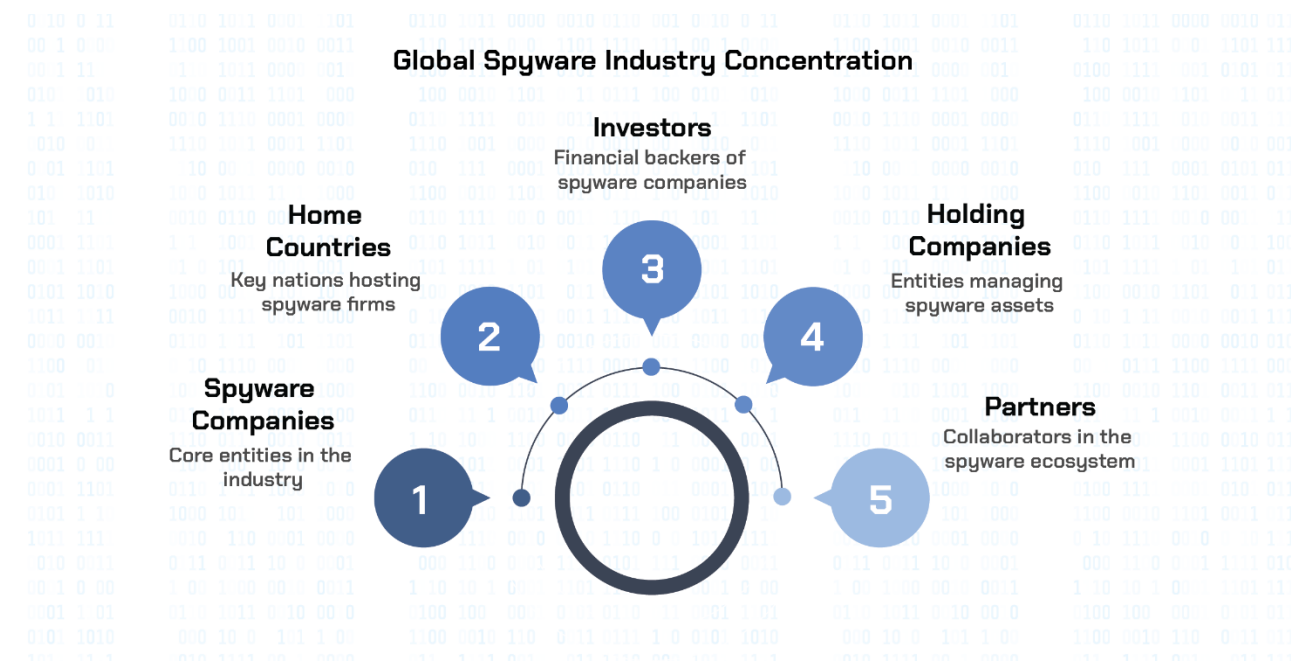 Global Spyware Industry Concentration
Investors
Financial backers of
spyware companies
Home
Countries
Key nations hosting
spyware frms
Holding
Companies
Entities managing
spyware assets
Spyware
Companies
Core entities in the
industry
Partners
Collaborators in the
spyware ecosystem
1
2
3
4
5